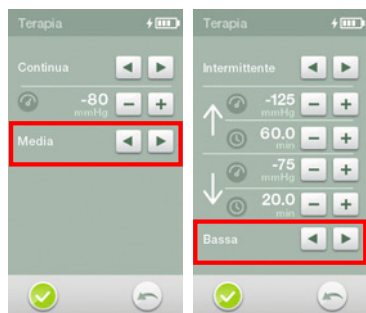 Terapia
Continua
-80
mmHg
Media
Terapia
Intermittente
-125
mmHg
60.0
min
-75
mmHg
20.0
min
Bassa